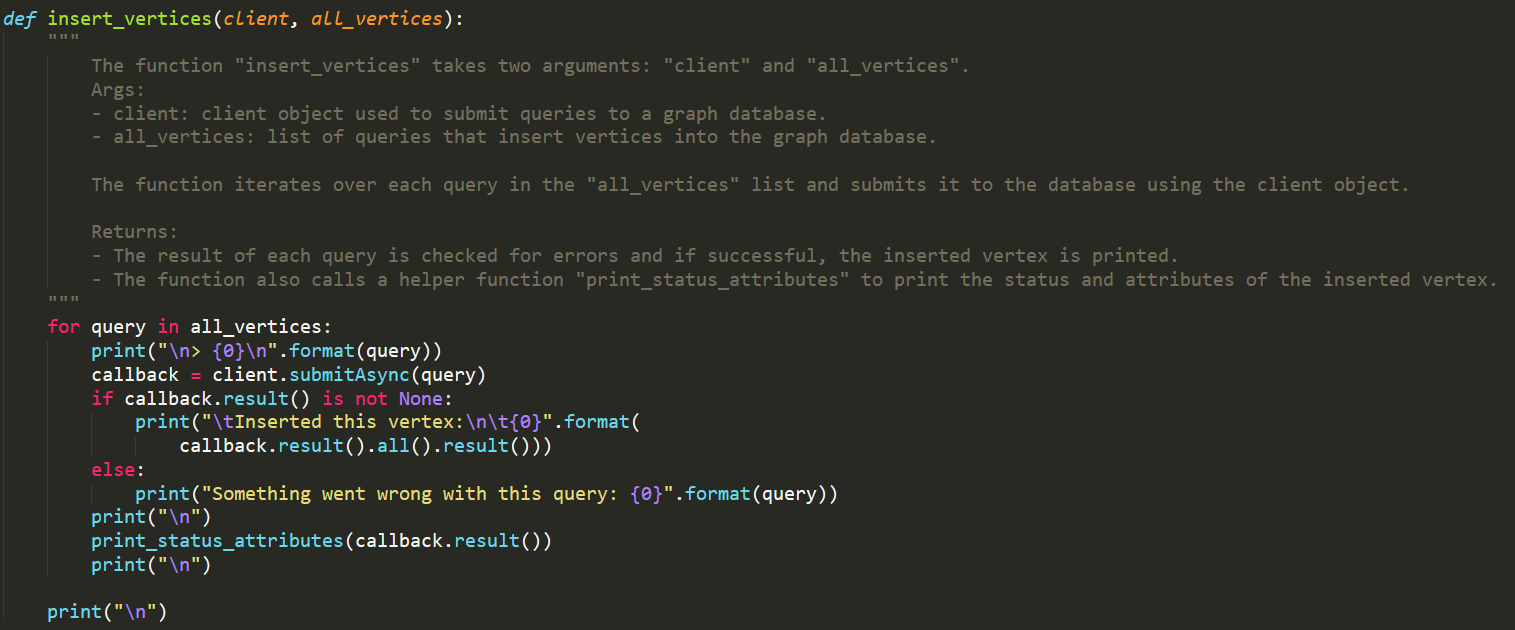 def insert_vertices(client, all_vertices):
    """
        The function "insert_vertices" takes two arguments: "client" and "all_vertices".
        Args:
        - client: client object used to submit queries to a graph database.
        - all_vertices: list of queries that insert vertices into the graph database.

        The function iterates over each query in the "all_vertices" list and submits it to the database using the client object.

        Returns:
        - The result of each query is checked for errors and if successful, the inserted vertex is printed.
        - The function also calls a helper function "print_status_attributes" to print the status and attributes of the inserted vertex.
    """
    for query in all_vertices:
        print("\n> {0}\n".format(query))
        callback = client.submitAsync(query)
        if callback.result() is not None:
            print("\tInserted this vertex:\n\t{0}".format(
                callback.result().all().result()))
        else:
            print("Something went wrong with this query: {0}".format(query))
        print("\n")
        print_status_attributes(callback.result())
        print("\n")

    print("\n")